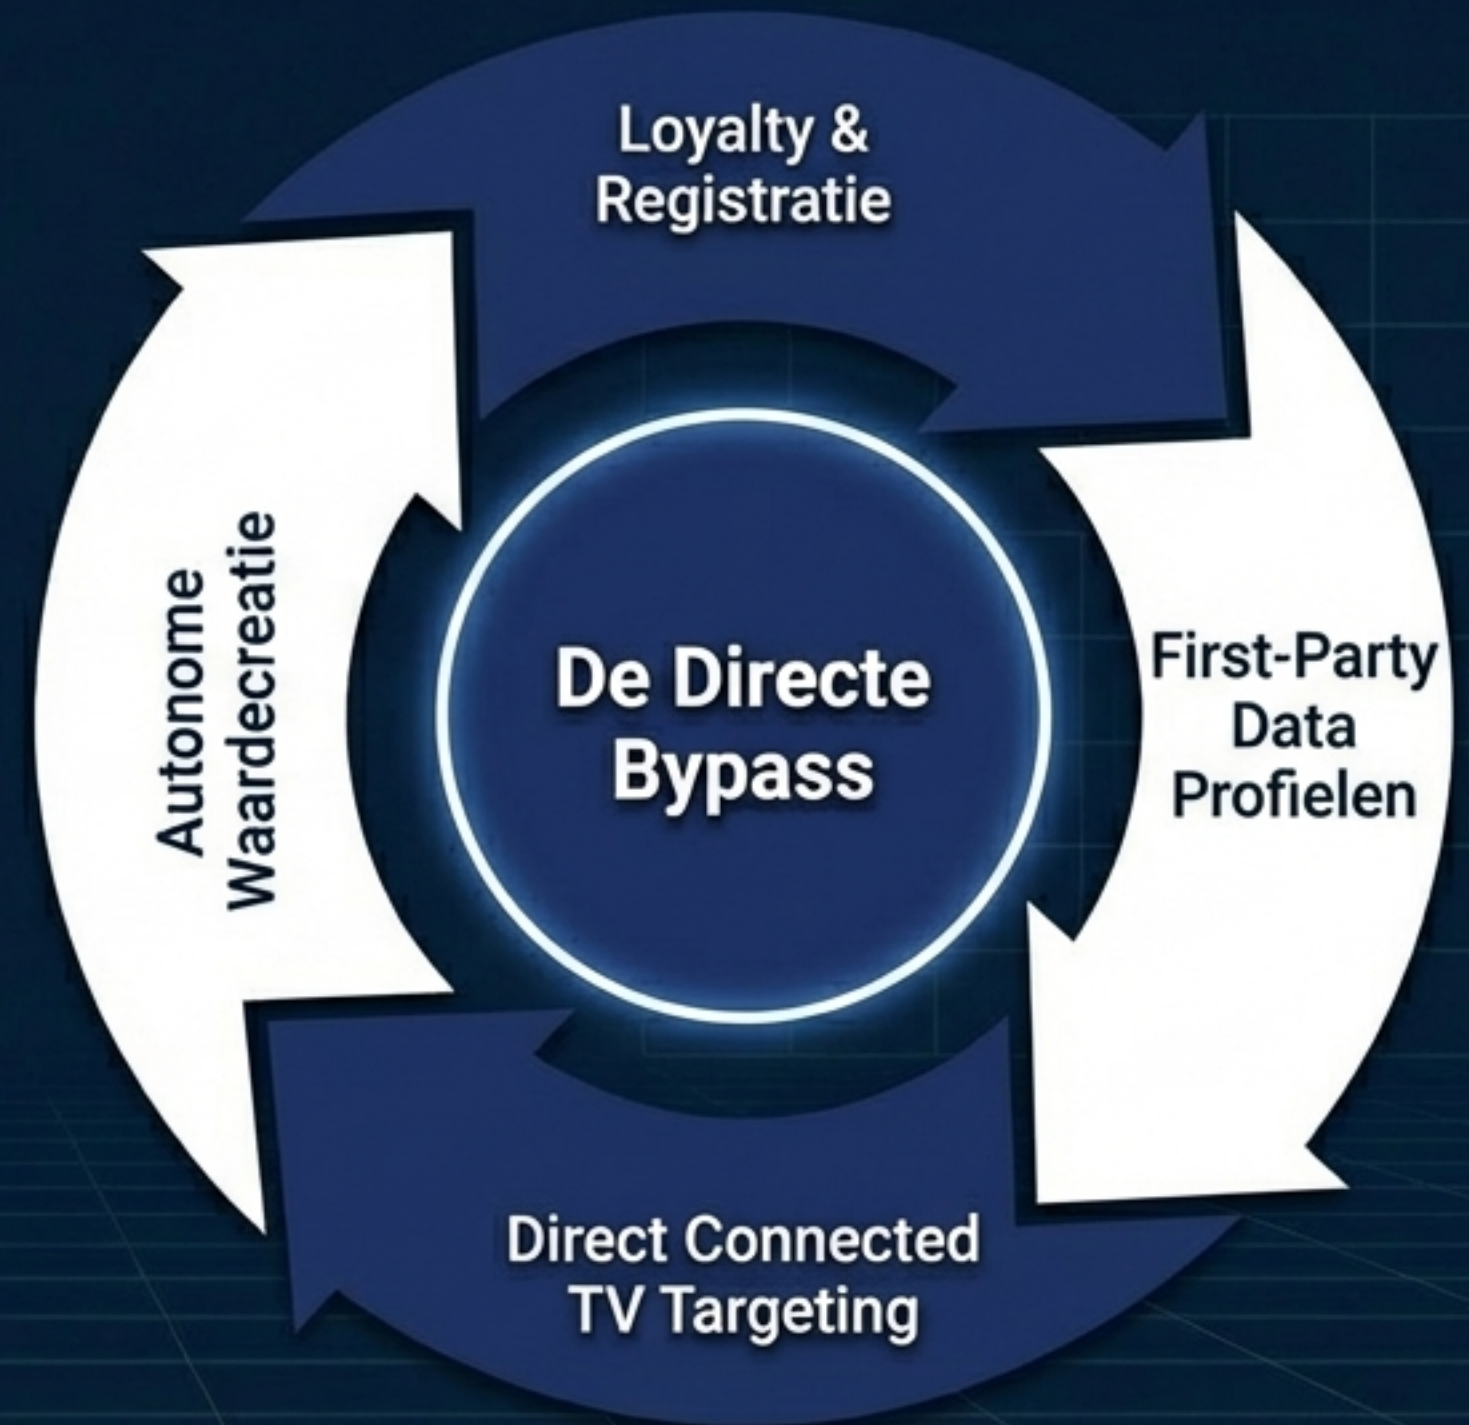 Loyalty &
Registratie
First-Party
Data
Profielen
Direct Connected
TV Targeting
Autonome
Waardecreatie
De Directe
Bypass